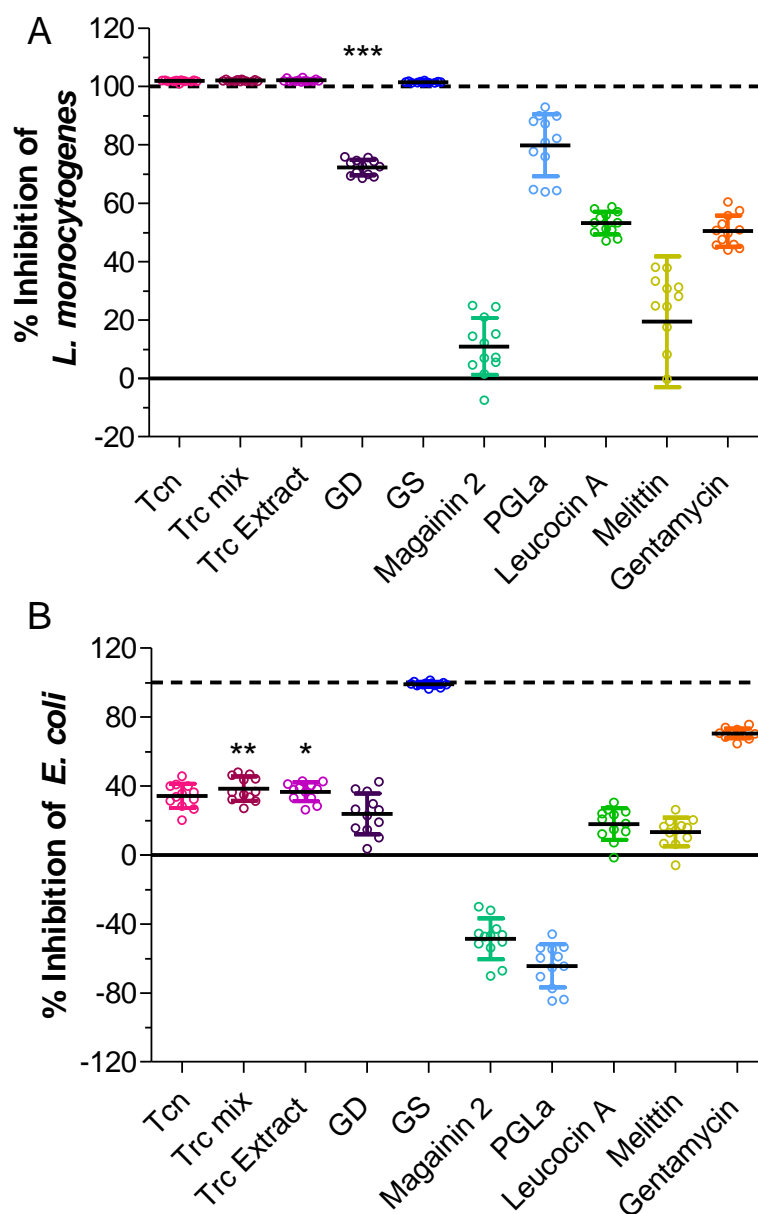 A
120
***
100
80
60
40
20
0
-20
% Inhibition of
L. monocytogenes
Tcn
Trc mix
Trc Extract
GD
GS
Magainin 2
PGLa
Leucocin A
Melittin
Gentamycin
B
120
80
40
** *
0
-40
-80
-120
% Inhibition of E. coli
Tcn
Trc mix
Trc Extract
GD
GS
Magainin 2
PGLa
Leucocin A
Melittin
Gentamycin